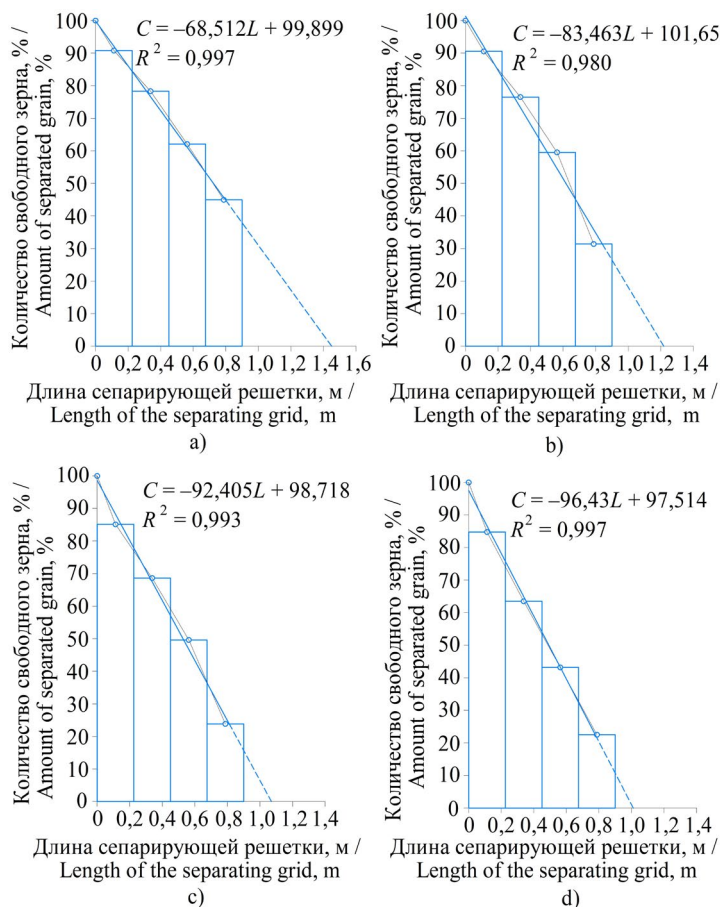 C = –68,512L + 99,899
R² = 0,997
Количество свободного зерна, % /
Amount of separated grain, %
100
90
80
70
60
50
40
30
20
10
0
0 0,2 0,4 0,6 0,8 1,0 1,2 1,4 1,6
Длина сепарирующей решетки, м /
Length of the separating grid, m
a)
C = –83,463L + 101,65
R² = 0,980
Количество свободного зерна, % /
Amount of separated grain, %
100
90
80
70
60
50
40
30
20
10
0
0 0,2 0,4 0,6 0,8 1,0 1,2 1,4
Длина сепарирующей решетки, м /
Length of the separating grid, m
b)
C = –92,405L + 98,718
R² = 0,993
Количество свободного зерна, % /
Amount of separated grain, %
100
90
80
70
60
50
40
30
20
10
0
0 0,2 0,4 0,6 0,8 1,0 1,2 1,4
Длина сепарирующей решетки, м /
Length of the separating grid, m
c)
C = –96,43L + 97,514
R² = 0,997
Количество свободного зерна, % /
Amount of separated grain, %
100
90
80
70
60
50
40
30
20
10
0
0 0,2 0,4 0,6 0,8 1,0 1,2 1,4
Длина сепарирующей решетки, м /
Length of the separating grid, m
d)